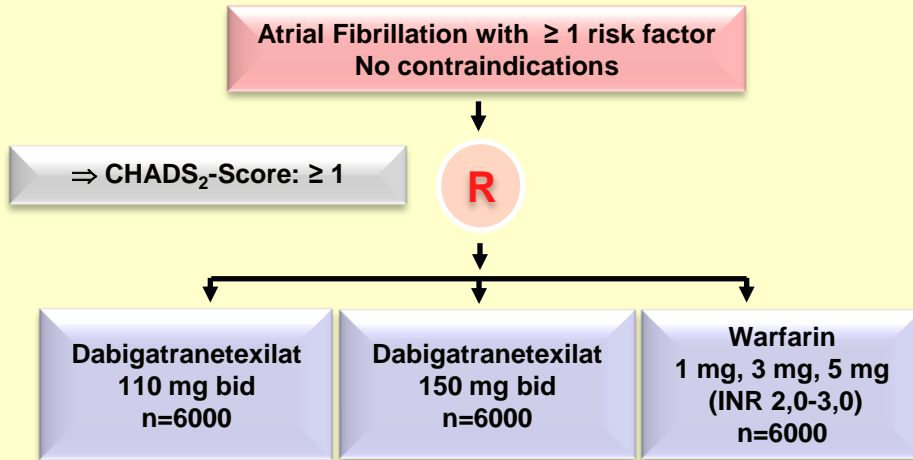 Atrial Fibrillation with ≥ 1 risk factor
No contraindications
⇒ CHADS₂-Score: ≥ 1
R
Dabigatranetexilat
110 mg bid
n=6000
Dabigatranetexilat
150 mg bid
n=6000
Warfarin
1 mg, 3 mg, 5 mg
(INR 2,0-3,0)
n=6000